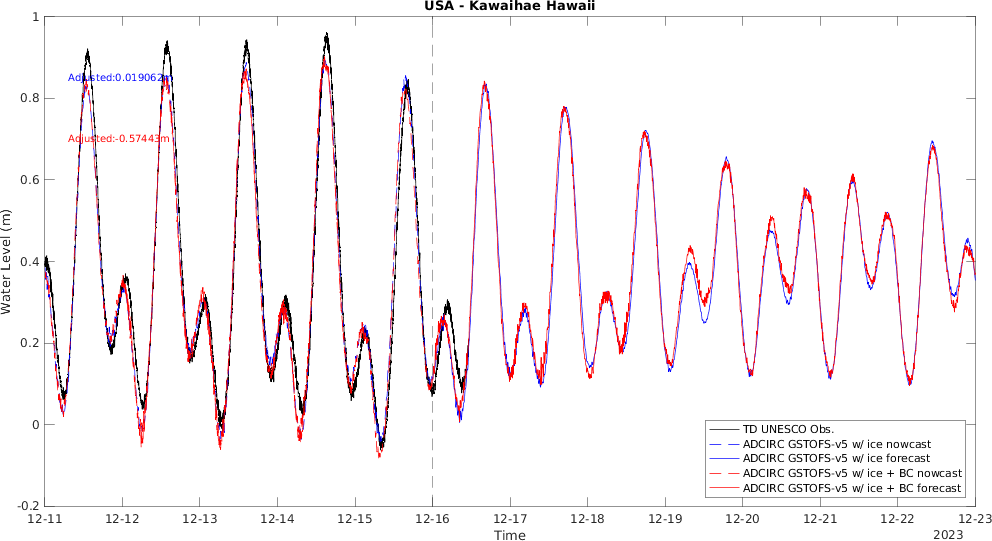 USA - Kawaihae Hawaii
1
0.8
0.6
0.4
0.2
0
-0.2
Water Level (m)
Adjusted:0.019062m
Adjusted:-0.57443m
TD UNESCO Obs.
ADCIRC GSTOFS-v5 w/ ice nowcast
ADCIRC GSTOFS-v5 w/ ice forecast
ADCIRC GSTOFS-v5 w/ ice + BC nowcast
ADCIRC GSTOFS-v5 w/ ice + BC forecast
12-11 12-12 12-13 12-14 12-15 12-16 12-17 12-18 12-19 12-20 12-21 12-22 12-23
Time
2023